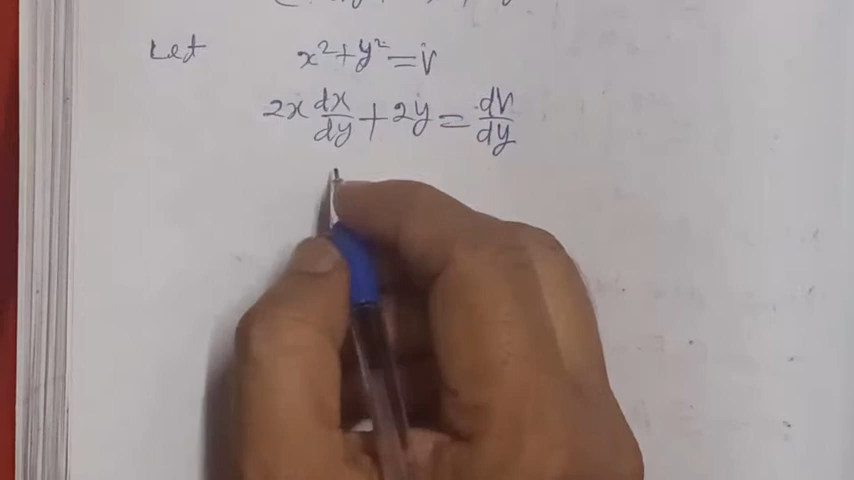 Let x² + y² = V
2x dx/dy + 2y = dV/dy